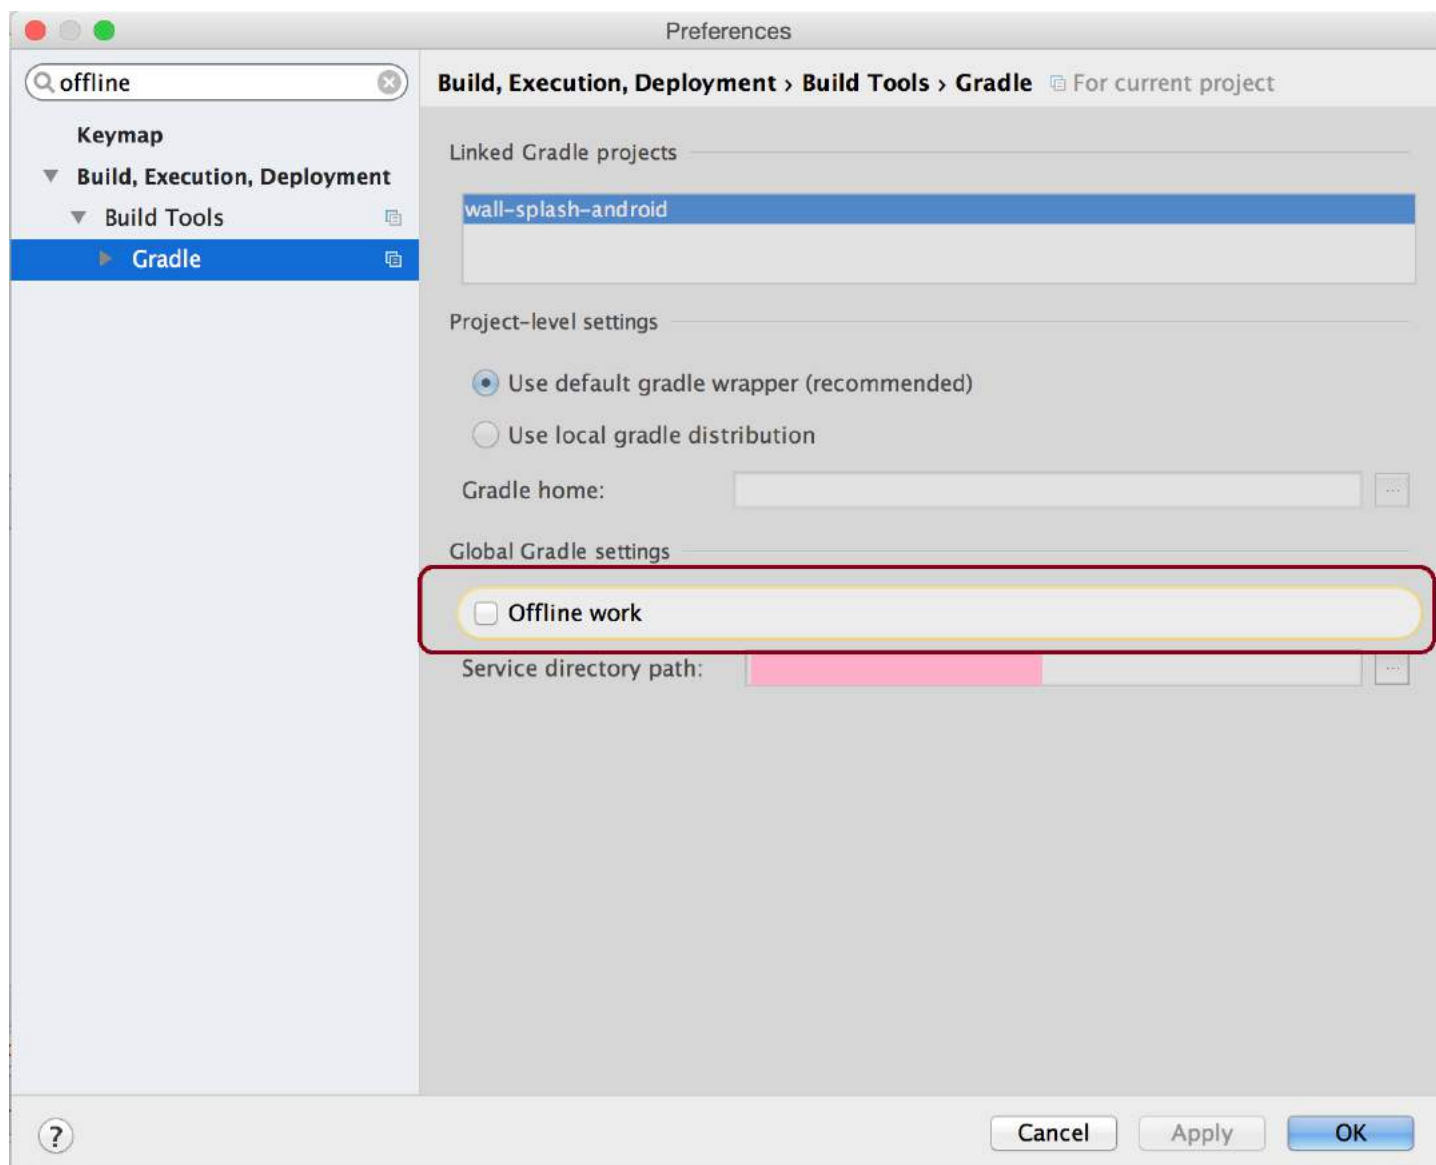 Preferences
offline
Build, Execution, Deployment › Build Tools › Gradle For current project
Keymap
Build, Execution, Deployment
Build Tools
Gradle
Linked Gradle projects
wall-splash-android
Project-level settings
Use default gradle wrapper (recommended)
Use local gradle distribution
Gradle home: ...
Global Gradle settings
Offline work
Service directory path: ...
? Cancel Apply OK